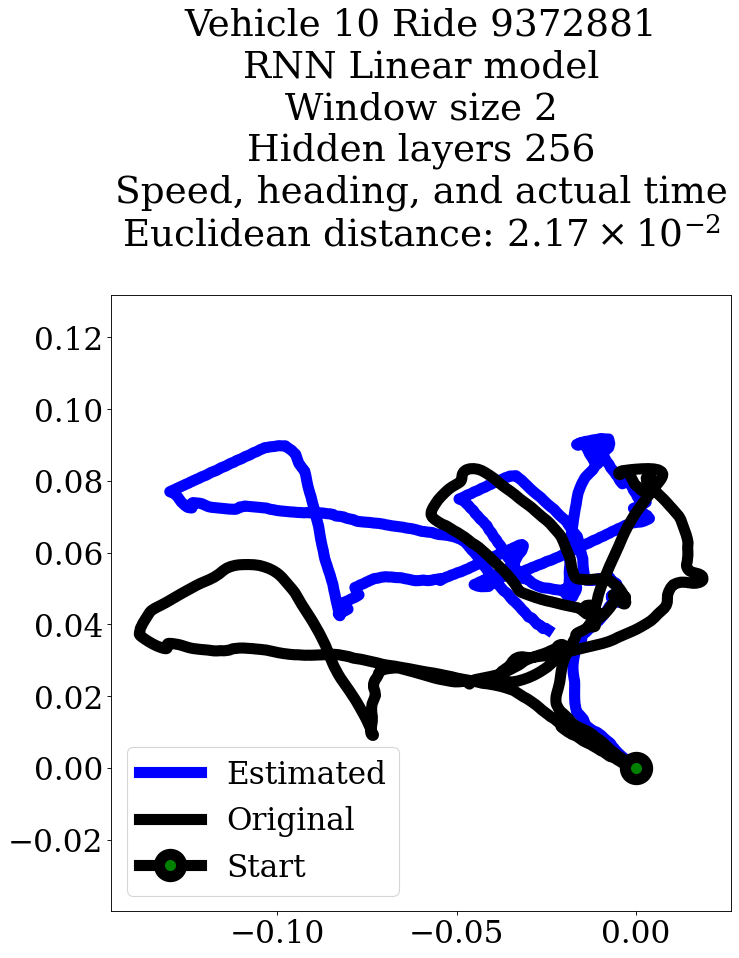 Vehicle 10 Ride 9372881
RNN Linear model
Window size 2
Hidden layers 256
Speed, heading, and actual time
Euclidean distance: 2.17 × 10⁻²
0.12
0.10
0.08
0.06
0.04
0.02
0.00
−0.02
Estimated
Original
Start
−0.10
−0.05
0.00